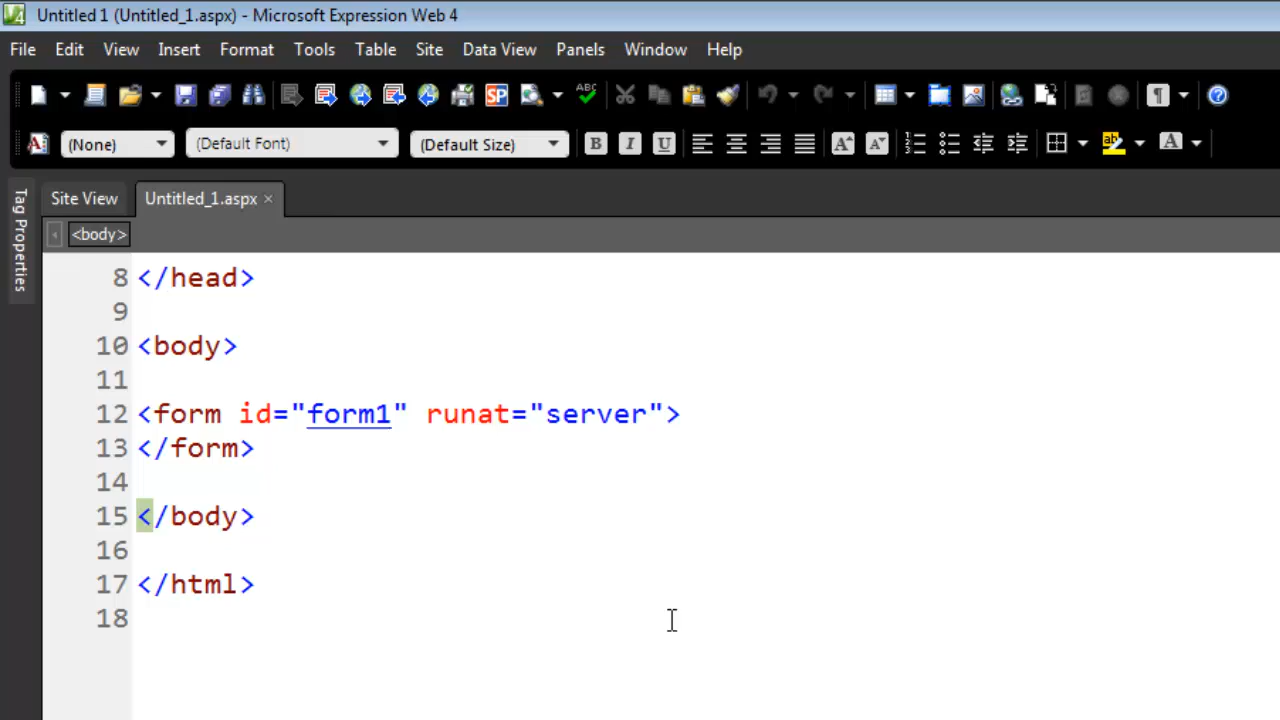 Untitled 1 (Untitled_1.aspx) - Microsoft Expression Web 4
File Edit View Insert Format Tools Table Site Data View Panels Window Help
SP ABC
(None) (Default Font) (Default Size) B I U A A A
Tag Properties
Site View Untitled_1.aspx ×
<body>
8 </head>
9
10 <body>
11
12 <form id="form1" runat="server">
13 </form>
14
15 </body>
16
17 </html>
18